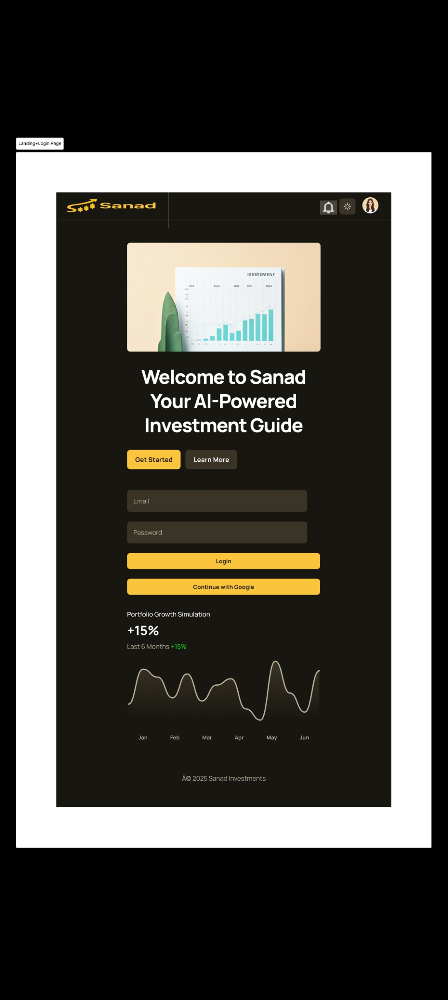 Landing+Login Page
Sanad
Welcome to Sanad
Your AI-Powered
Investment Guide
Get Started
Learn More
Email
Password
Login
Continue with Google
Portfolio Growth Simulation
+15%
Last 6 Months +15%
Jan Feb Mar Apr May Jun
Â© 2025 Sanad Investments